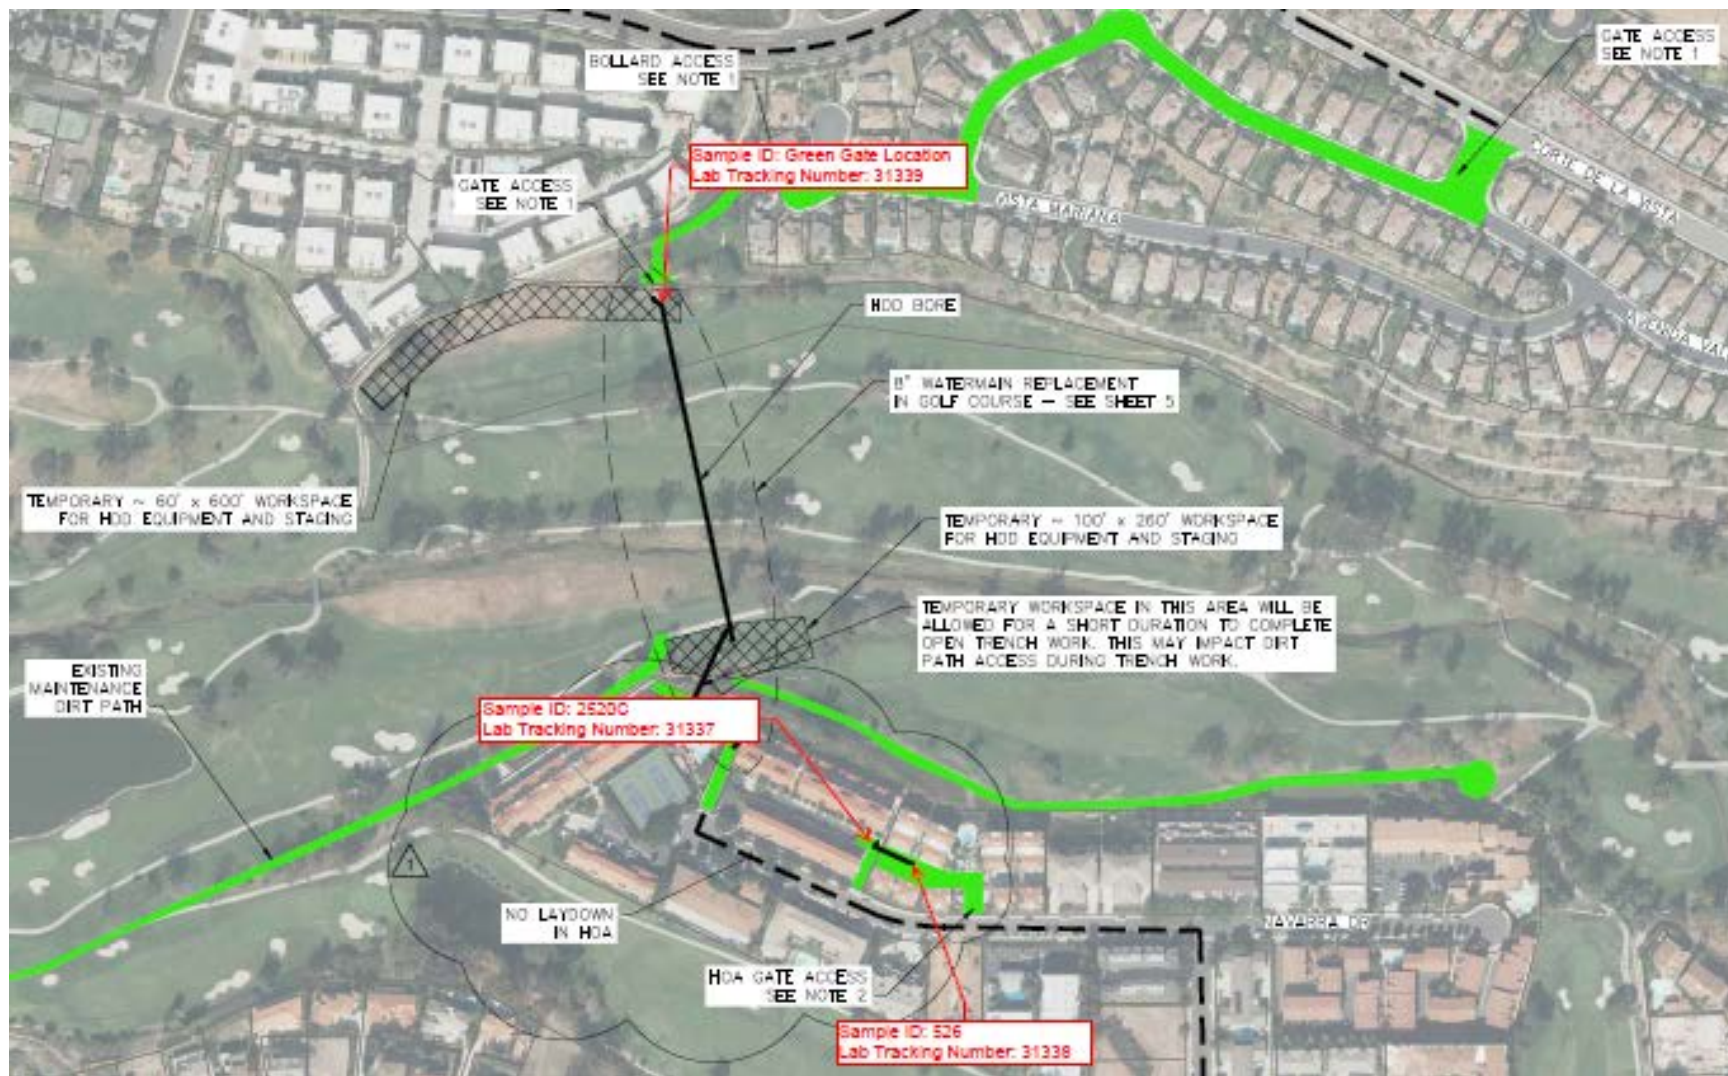 BOLLARD ACCESS
SEE NOTE 1
GATE ACCESS
SEE NOTE 1
Sample ID: Green Gate Location
Lab Tracking Number: 31339
GATE ACCESS
SEE NOTE 1
CORTE DE LA VISTA
VISTA MARIANA
HDD BORE
AVENIDA
8" WATERMAIN REPLACEMENT
IN GOLF COURSE - SEE SHEET 5
TEMPORARY ~ 60' x 600' WORKSPACE
FOR HDD EQUIPMENT AND STAGING
TEMPORARY ~ 100' x 260' WORKSPACE
FOR HDD EQUIPMENT AND STAGING
TEMPORARY WORKSPACE IN THIS AREA WILL BE
ALLOWED FOR A SHORT DURATION TO COMPLETE
OPEN TRENCH WORK. THIS MAY IMPACT DIRT
PATH ACCESS DURING TRENCH WORK.
EXISTING
MAINTENANCE
DIRT PATH
Sample ID: 2520C
Lab Tracking Number: 31337
1
NO LAYDOWN
IN HOA
NAVARRA DR
HOA GATE ACCESS
SEE NOTE 2
Sample ID: 526
Lab Tracking Number: 31338